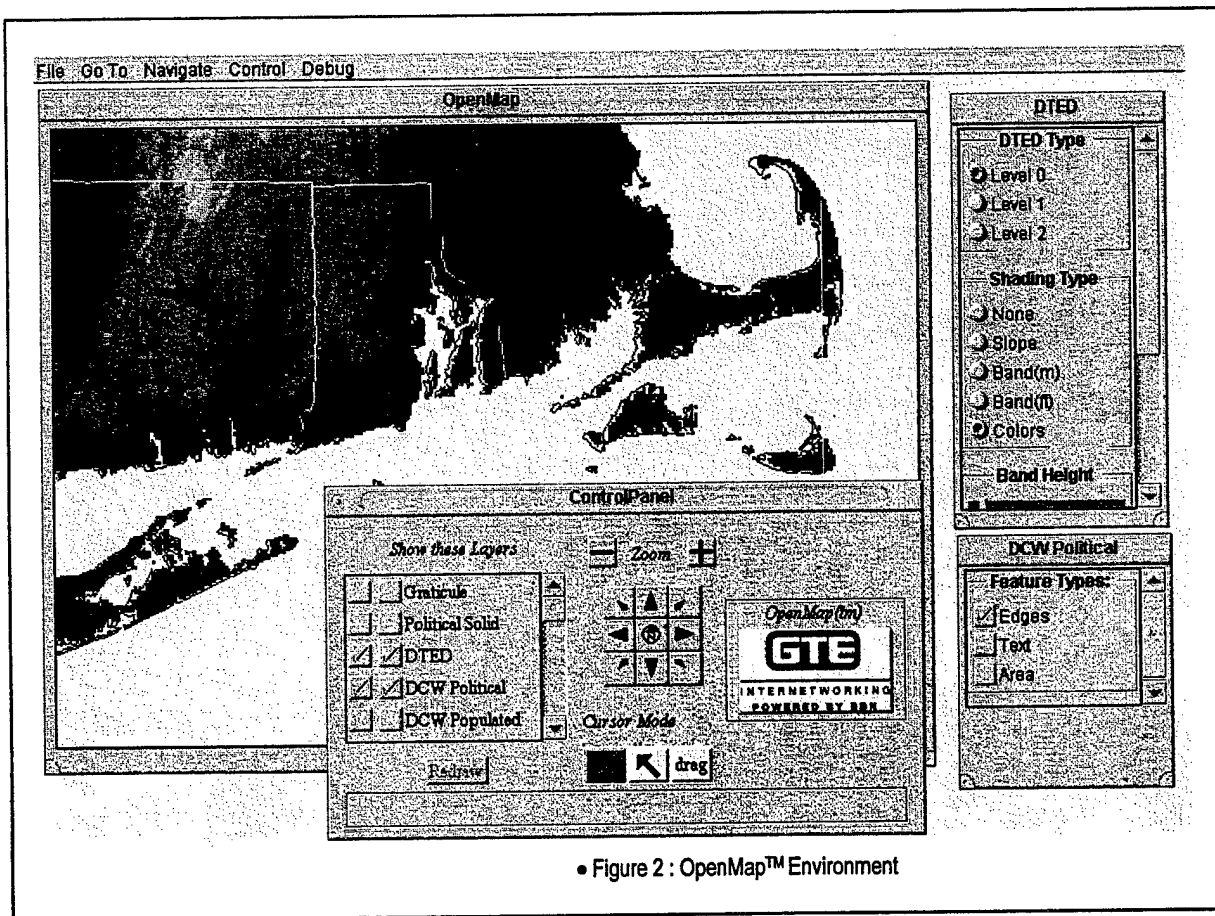 File Go To Navigate Control Debug
OpenMap
DTED
DTED Type
Level 0
Level 1
Level 2
Shading Type
None
Slope
Band(m)
Band(ft)
Colors
Band Height
ControlPanel
Show these Layers
Zoom
Graticule
Political Solid
DTED
DCW Political
DCW Populated
Redraw
Cursor Mode
drag
OpenMap(tm)
GTE
INTERNETWORKING
POWERED BY BBN
DCW Political
Feature Types:
Edges
Text
Area
• Figure 2 : OpenMap™ Environment